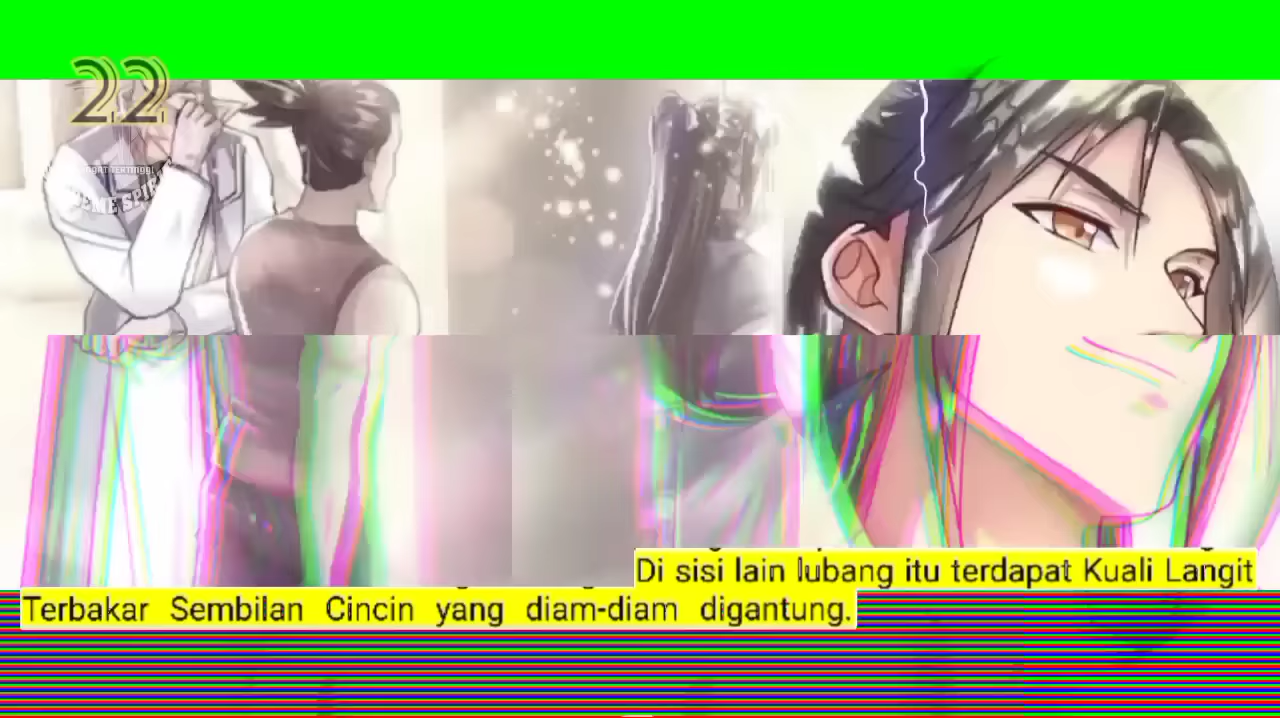 22
Di sisi lain lubang itu terdapat Kuali Langit
Terbakar Sembilan Cincin yang diam-diam digantung.